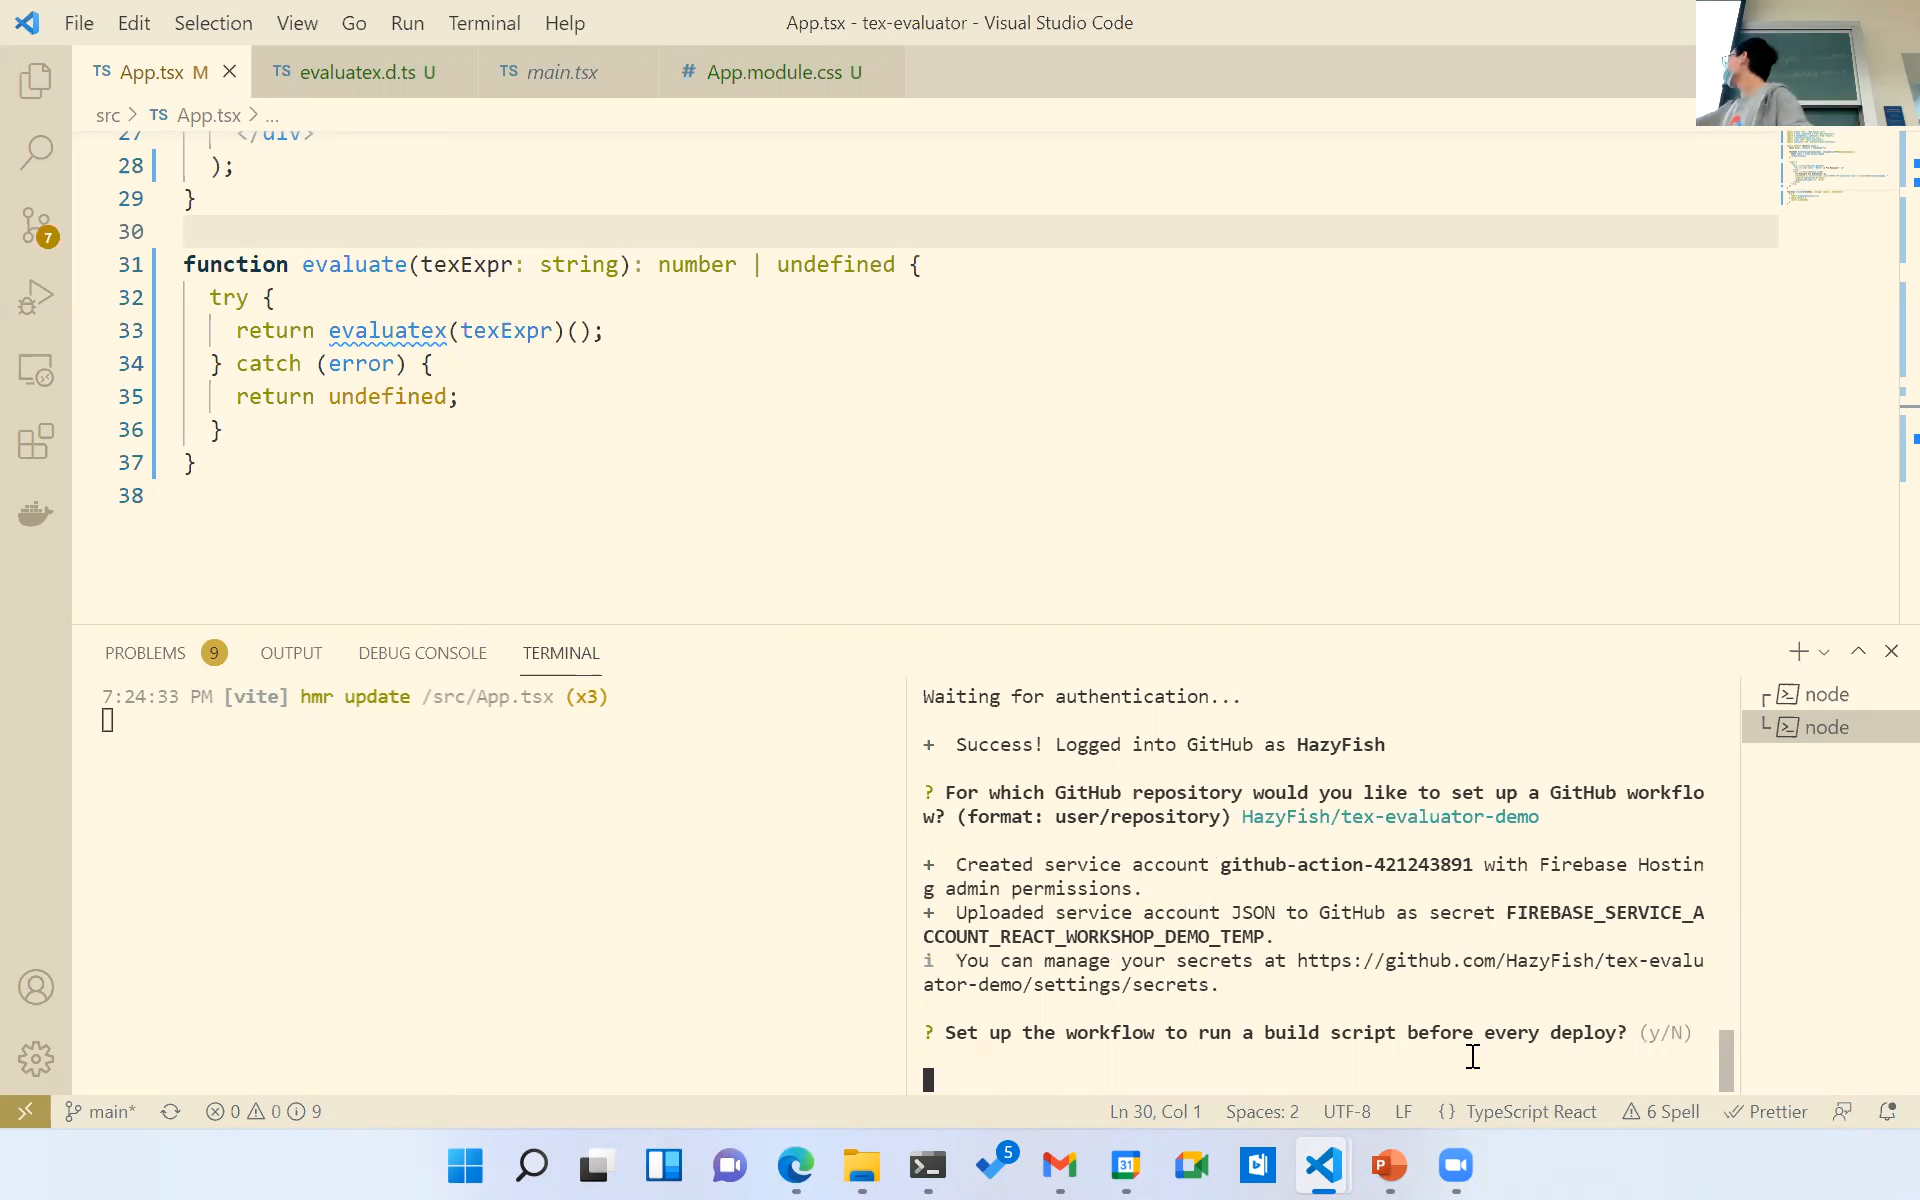 File Edit Selection View Go Run Terminal Help
App.tsx - tex-evaluator - Visual Studio Code
TS App.tsx M
TS evaluatex.d.ts U
TS main.tsx
# App.module.css U
src > TS App.tsx > ...
27 </div>
28 );
29 }
30
31 function evaluate(texExpr: string): number | undefined {
32 try {
33 return evaluatex(texExpr)();
34 } catch (error) {
35 return undefined;
36 }
37 }
38
7
PROBLEMS 9 OUTPUT DEBUG CONSOLE TERMINAL
7:24:33 PM [vite] hmr update /src/App.tsx (x3)
Waiting for authentication...
+ Success! Logged into GitHub as HazyFish
? For which GitHub repository would you like to set up a GitHub workflo
w? (format: user/repository) HazyFish/tex-evaluator-demo
+ Created service account github-action-421243891 with Firebase Hostin
g admin permissions.
+ Uploaded service account JSON to GitHub as secret FIREBASE_SERVICE_A
CCOUNT_REACT_WORKSHOP_DEMO_TEMP.
i You can manage your secrets at https://github.com/HazyFish/tex-evalu
ator-demo/settings/secrets.
? Set up the workflow to run a build script before every deploy? (y/N)
node
node
main* 0 0 9
Ln 30, Col 1 Spaces: 2 UTF-8 LF {} TypeScript React 6 Spell Prettier
5
31
P